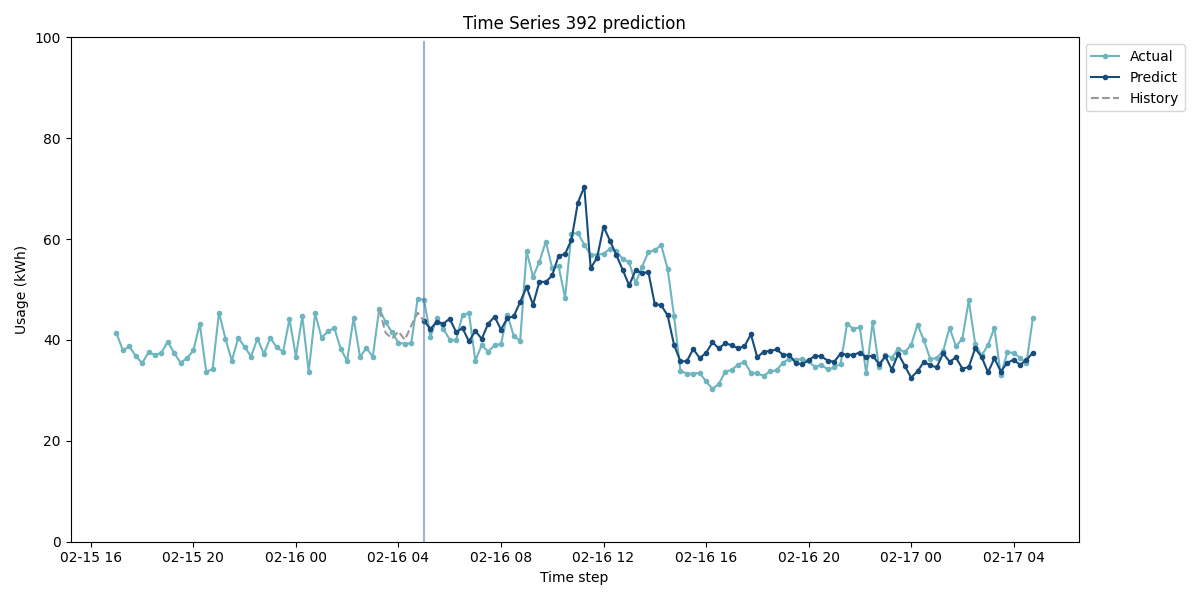 Time Series 392 prediction
100
80
60
40
20
0
Usage (kWh)
02-15 16 02-15 20 02-16 00 02-16 04 02-16 08 02-16 12 02-16 16 02-16 20 02-17 00 02-17 04
Time step
Actual
Predict
History